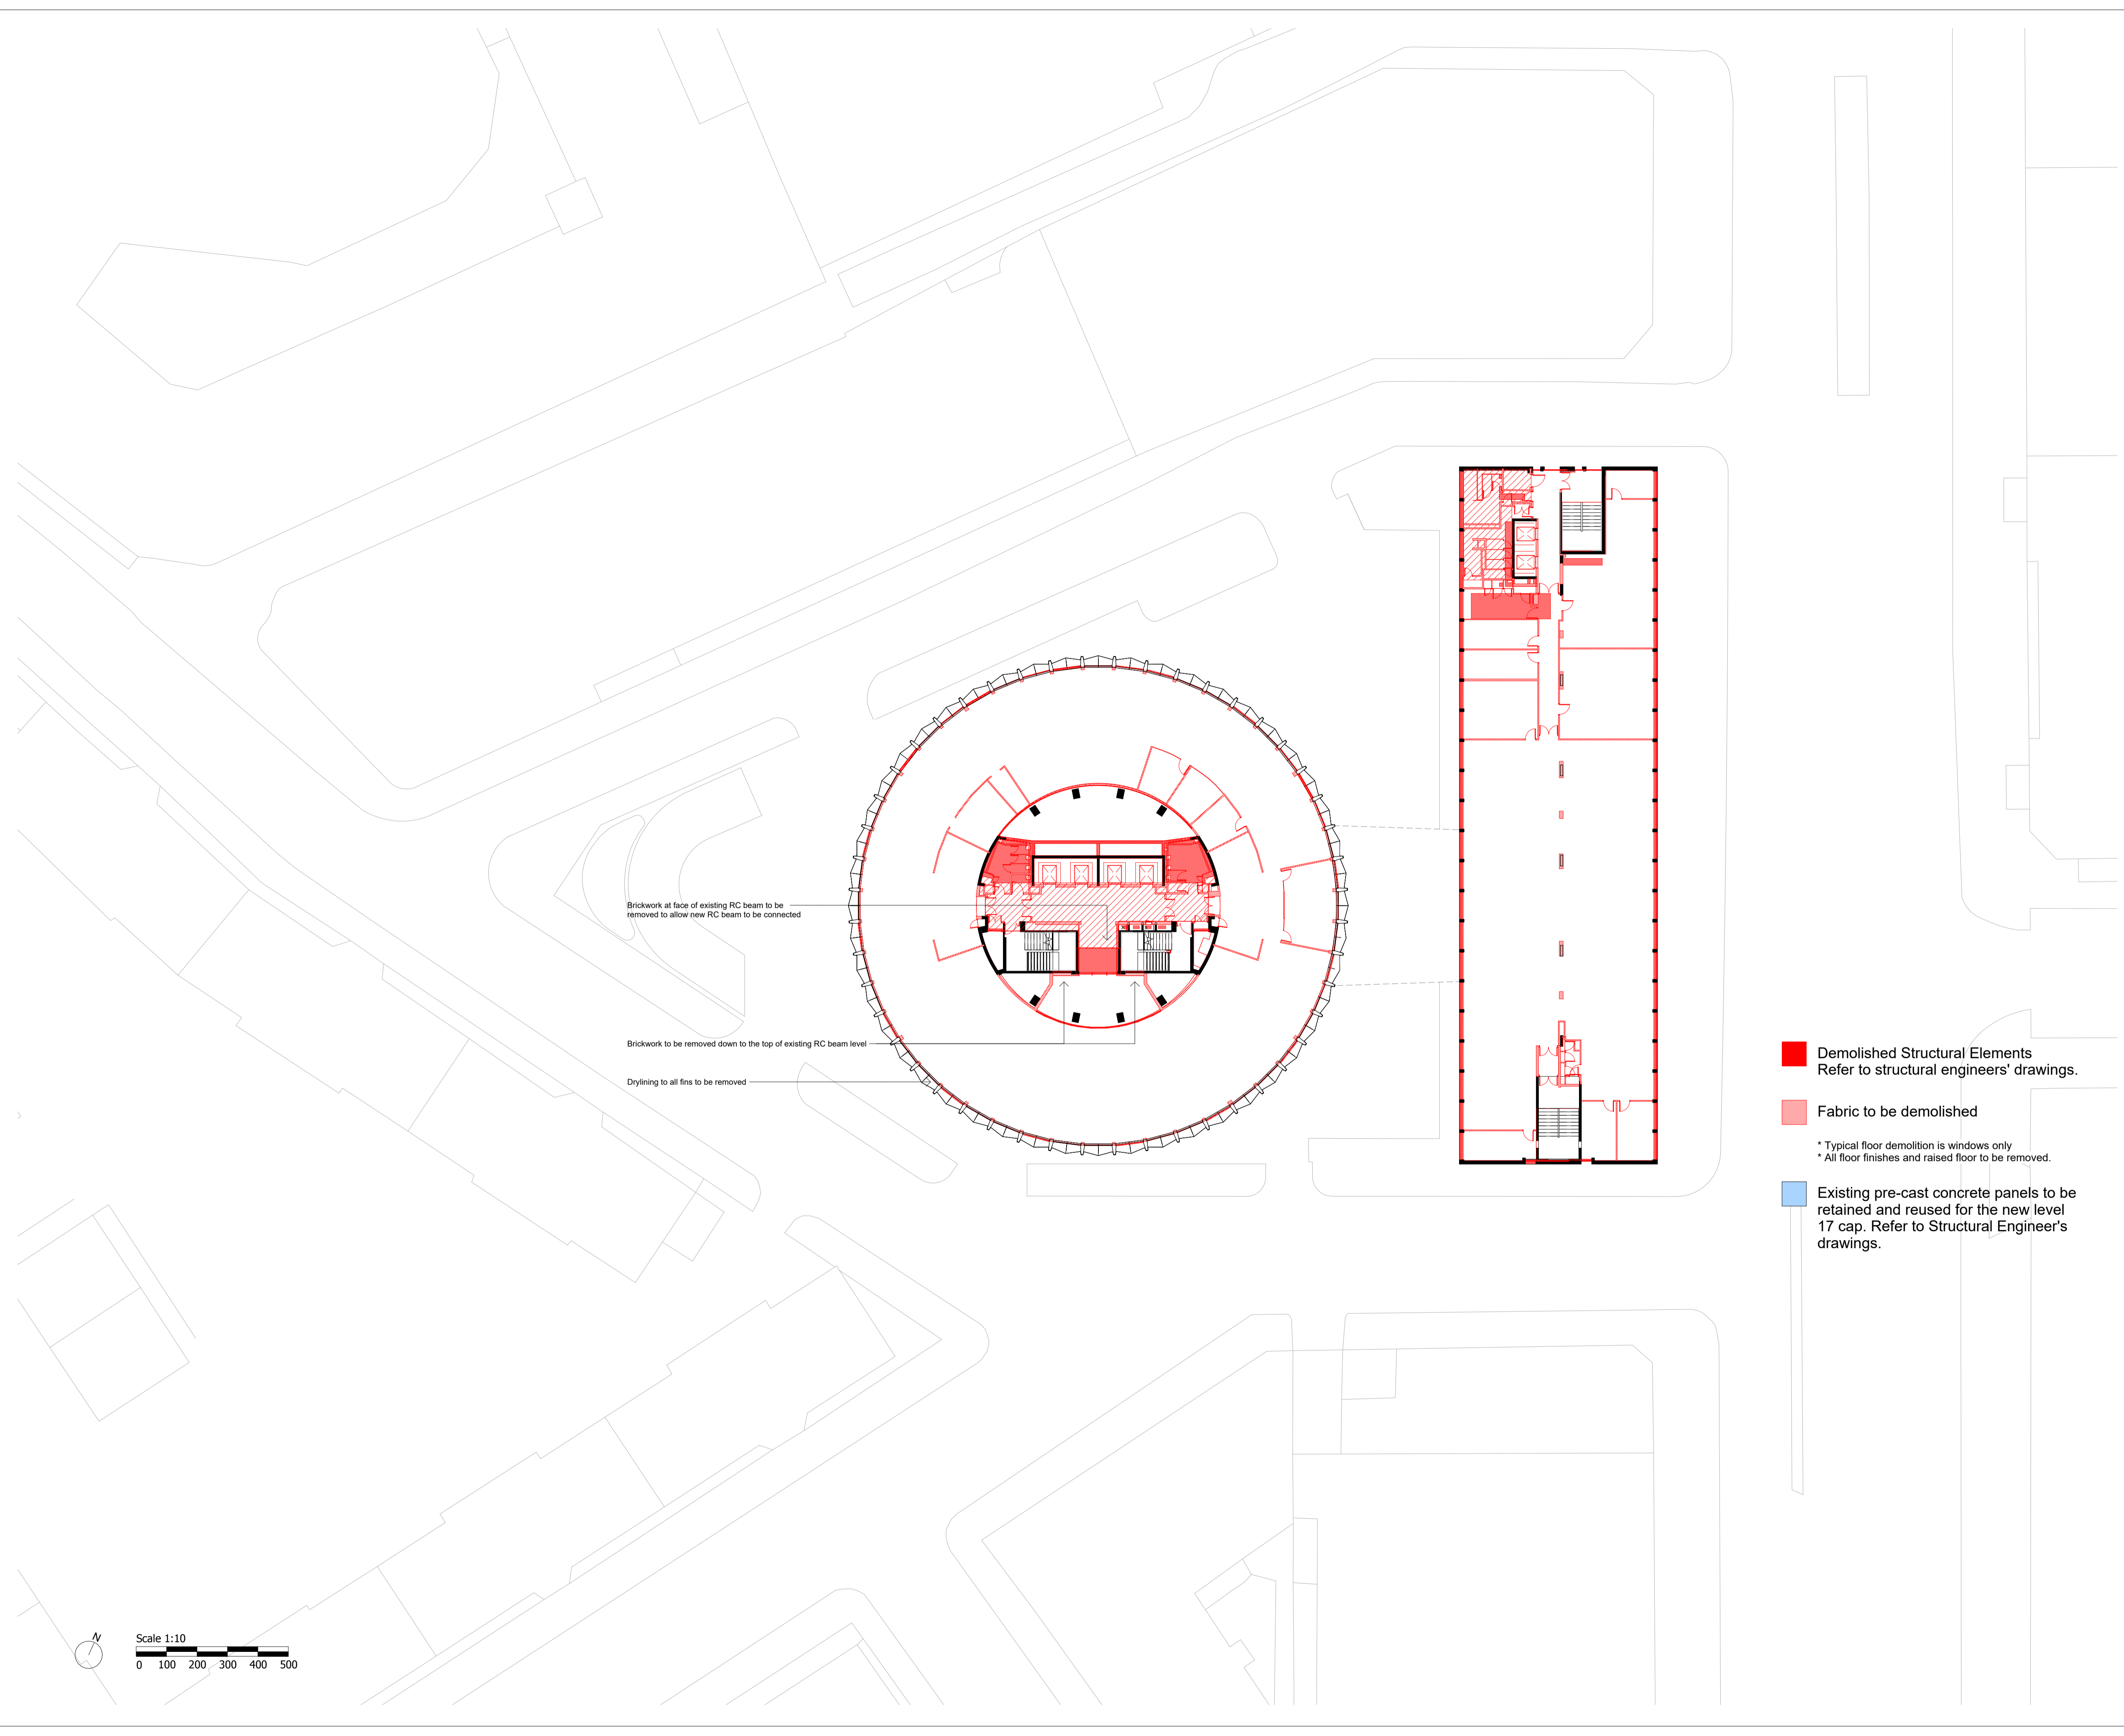 Brickwork at face of existing RC beam to be
removed to allow new RC beam to be connected
Brickwork to be removed down to the top of existing RC beam level
Drylining to all fins to be removed
Demolished Structural Elements
Refer to structural engineers' drawings.
Fabric to be demolished
* Typical floor demolition is windows only
* All floor finishes and raised floor to be removed.
Existing pre-cast concrete panels to be
retained and reused for the new level
17 cap. Refer to Structural Engineer's
drawings.
N
Scale 1:10
0 100 200 300 400 500